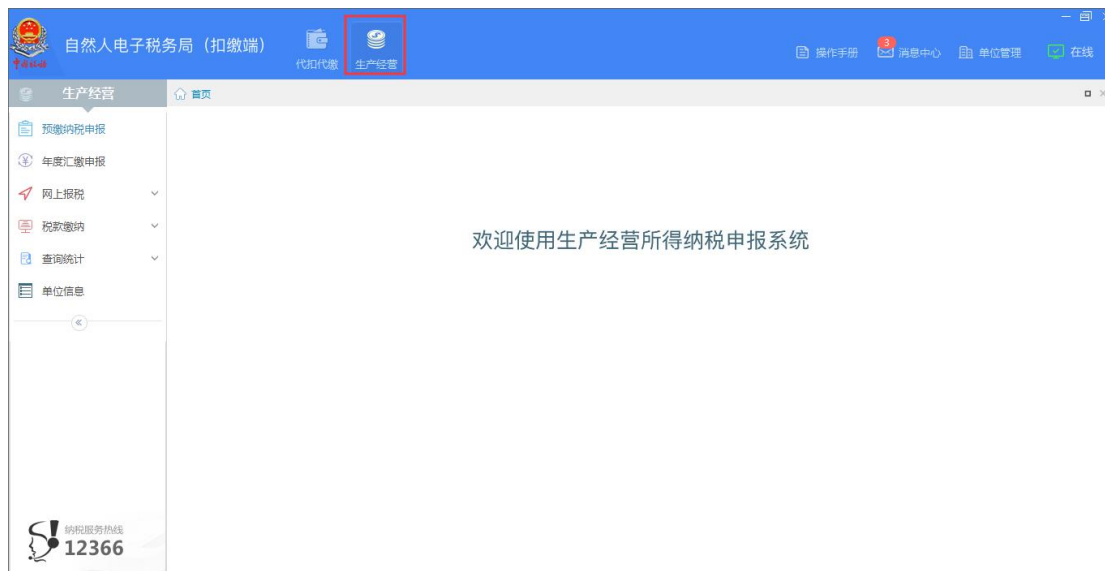 自然人电子税务局（扣缴端）
代扣代缴
生产经营
操作手册
3
消息中心
单位管理
在线
生产经营
首页
预缴纳税申报
年度汇缴申报
网上报税
税款缴纳
查询统计
单位信息
欢迎使用生产经营所得纳税申报系统
纳税服务热线
12366